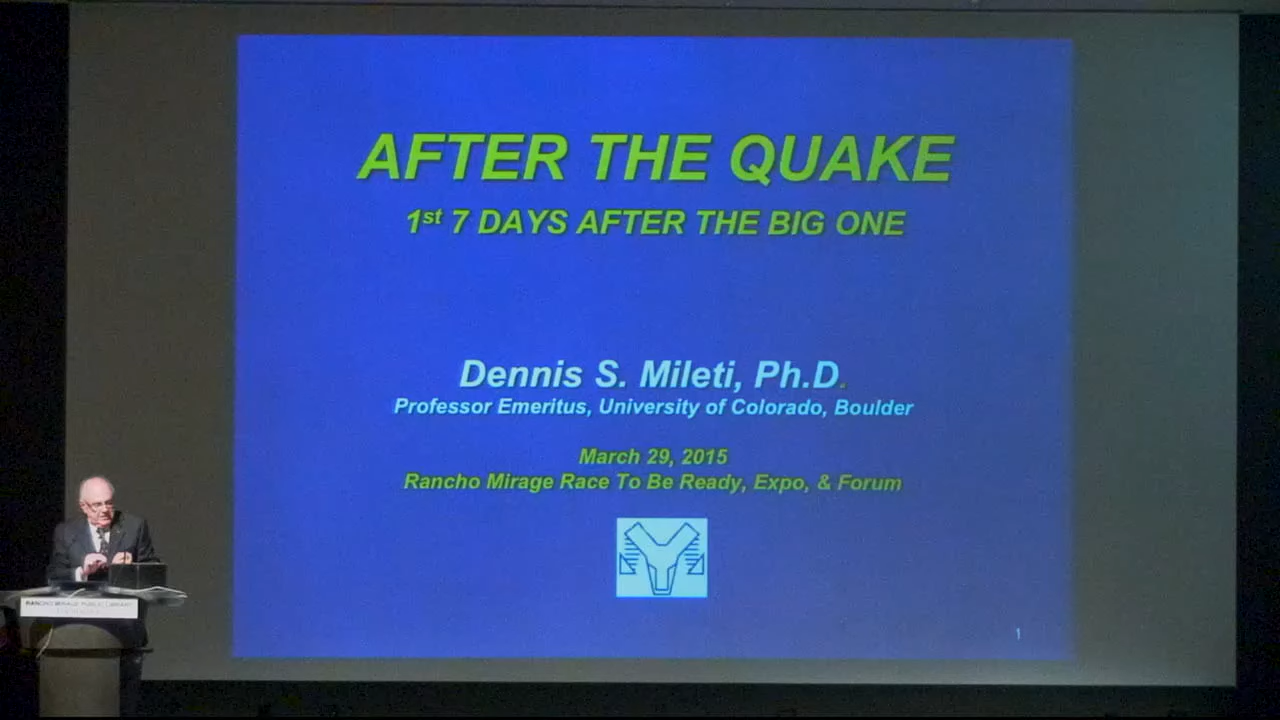 AFTER THE QUAKE
1st 7 DAYS AFTER THE BIG ONE
Dennis S. Mileti, Ph.D.
Professor Emeritus, University of Colorado, Boulder
March 29, 2015
Rancho Mirage Race To Be Ready, Expo, & Forum
1
RANCHO MIRAGE PUBLIC LIBRARY